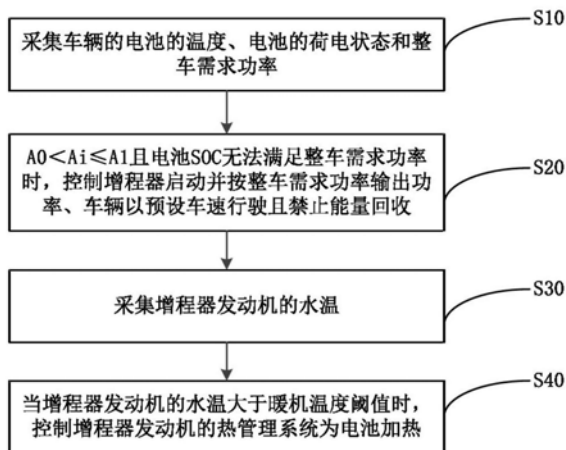 采集车辆的电池的温度、电池的荷电状态和整
车需求功率
S10
A0＜Ai≤A1且电池SOC无法满足整车需求功率
时，控制增程器启动并按整车需求功率输出功
率、车辆以预设车速行驶且禁止能量回收
S20
采集增程器发动机的水温
S30
当增程器发动机的水温大于暖机温度阈值时，
控制增程器发动机的热管理系统为电池加热
S40